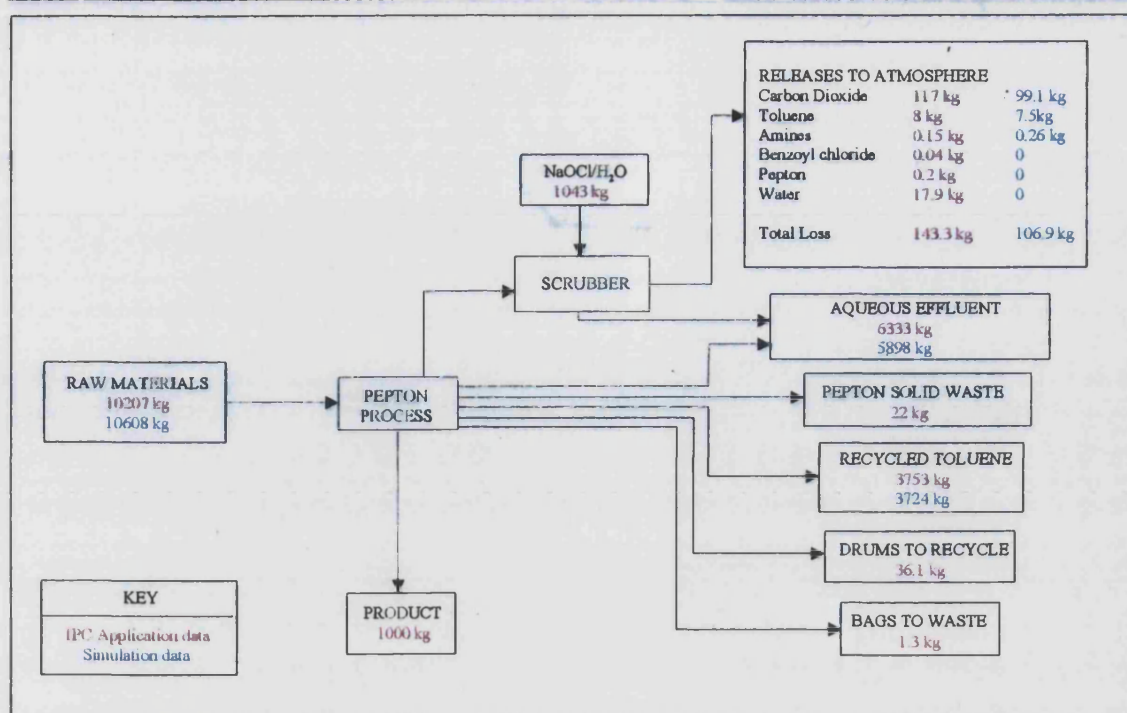 RELEASES TO ATMOSPHERE
Carbon Dioxide 117 kg 99.1 kg
Toluene 8 kg 7.5kg
Amines 0.15 kg 0.26 kg
Benzoyl chloride 0.04 kg 0
Pepton 0.2 kg 0
Water 17.9 kg 0
Total Loss 143.3 kg 106.9 kg
NaOCl/H₂O
1043 kg
SCRUBBER
AQUEOUS EFFLUENT
6333 kg
5898 kg
RAW MATERIALS
10207 kg
10608 kg
PEPTON
PROCESS
PEPTON SOLID WASTE
22 kg
RECYCLED TOLUENE
3753 kg
3724 kg
DRUMS TO RECYCLE
36.1 kg
BAGS TO WASTE
1.3 kg
PRODUCT
1000 kg
KEY
IPC Application data
Simulation data